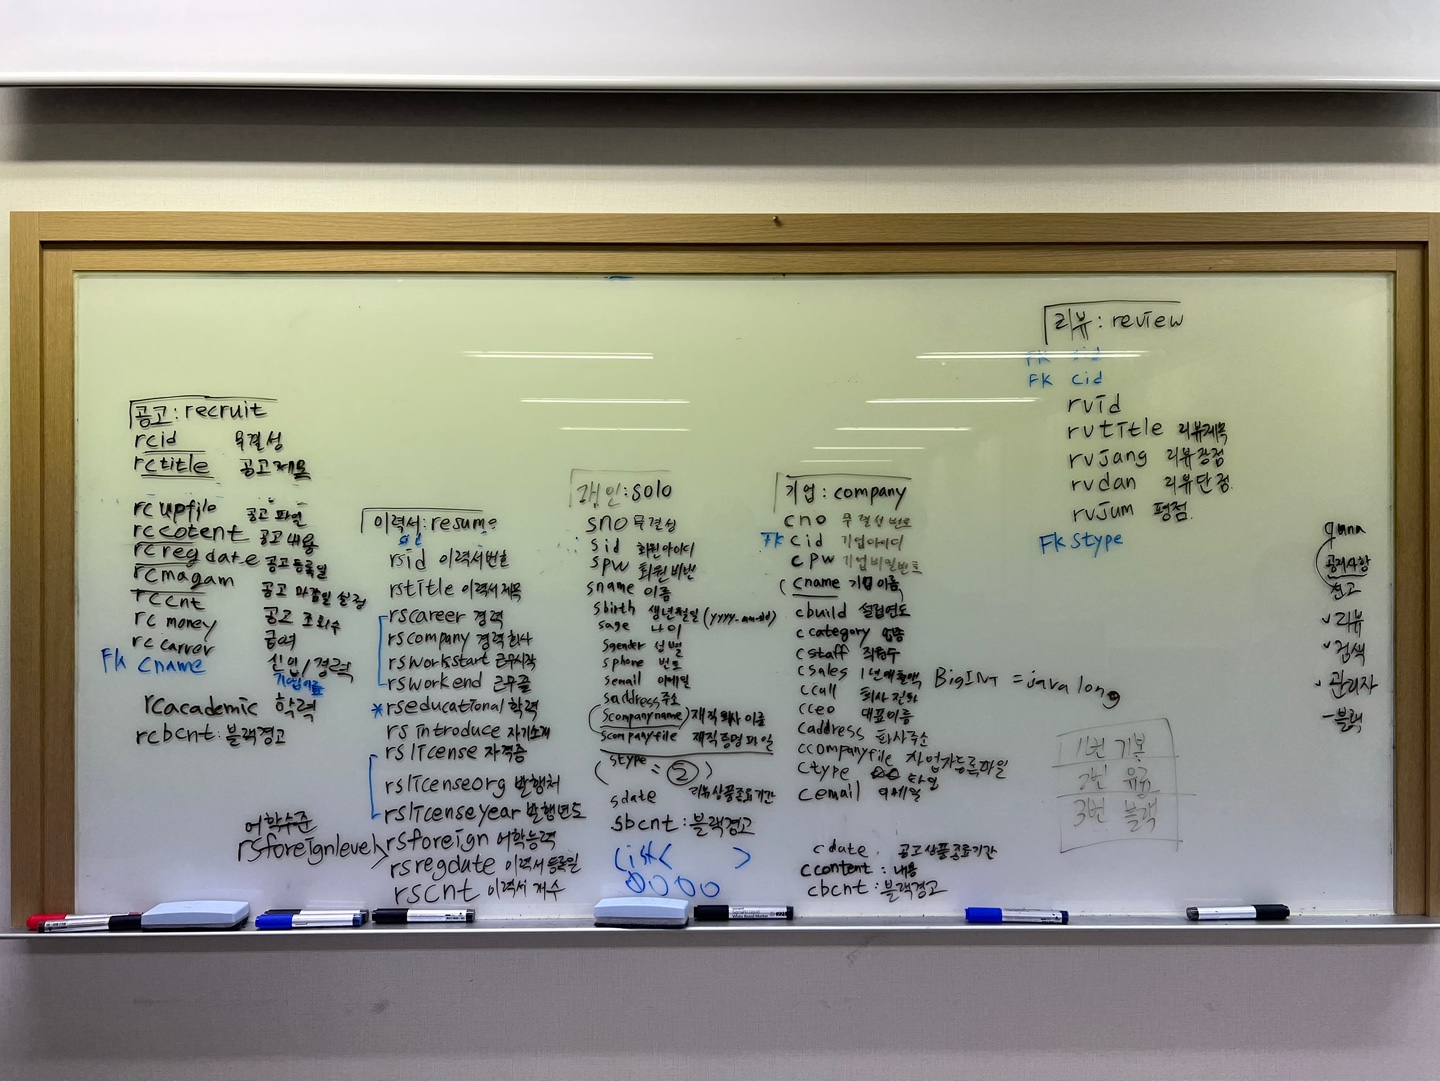 공고 : recruit
rcid 무결성
rctitle 공고제목
rcupfilo 공고파일
rccotent 공고내용
rcregdate 공고등록일
rcmagam 공고 마감일
rccnt 공고 조회수
rc money 급여
rc carrer 신입/경력
FK cname 기업이름
rcacademic 학력
rcbcnt : 블랙경고
이력서 : resume
rsid 이력서번호
rstitle 이력서제목
rscareer 경력
rscompany 경력회사
rsworkstart 근무시작
rsworkend 근무끝
*rseducational 학력
rs introduce 자기소개
rslicense 자격증
rslicenseorg 발행처
rslicenseyear 발행년도
어학수준
rsforeignlevel>
rsforeign 어학능력
rsregdate 이력서등록일
rscnt 이력서 개수
개인 : solo
sno 무결성
sid 회원아이디
spw 회원비번
sname 이름
sbirth 생년월일 (yyyy-mm-dd)
sage 나이
sgender 성별
sphone 번호
semail 이메일
saddress 주소
(scompanyname) 재직회사 이름
scompanyfile 재직증명파일
(stype = ②)
sdate 리뷰상품종료기간
sbcnt : 블랙경고
List< >
기업 : company
cno 무결성번호
FK cid 기업아이디
cpw 기업비밀번호
(cname 기업이름
cbuild 설립연도
ccategory 업종
cstaff 직원수
csales 1년매출액
ccall 회사전화
cceo 대표이름
caddress 회사주소
ccompanyfile 사업자등록파일
ctype 타입
cemail 이메일
cdate . 공고상품종료기간
ccontent : 내용
cbcnt : 블랙경고
BigINT = java long
리뷰 : review
FK sid
FK cid
rvid
rvtitle 리뷰제목
rvjang 리뷰장점
rvdan 리뷰단점
rvjum 평점
FK stype
1번 기본
2번 유료
3번 블랙
qnna
공지사항
신고
✓리뷰
✓검색
✓관리자
-블랙